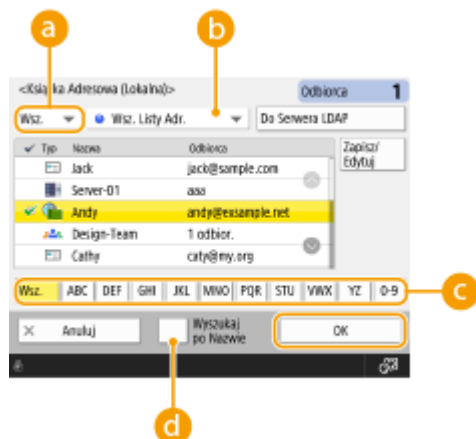 a
b
<Książka Adresowa (Lokalna)>
Odbiorca 1
Wsz.
Wsz. Listy Adr.
Do Serwera LDAP
Typ Nazwa Odbiorca
Zapisz/
Edytuj
Jack jack@sample.com
Server-01 aaa
Andy andy@exsample.net
Design-Team 1 odbior.
Cathy caty@my.org
Wsz. ABC DEF GHI JKL MNO PQR STU VWX YZ 0-9
c
Anuluj
Wyszukaj
po Nazwie
OK
d